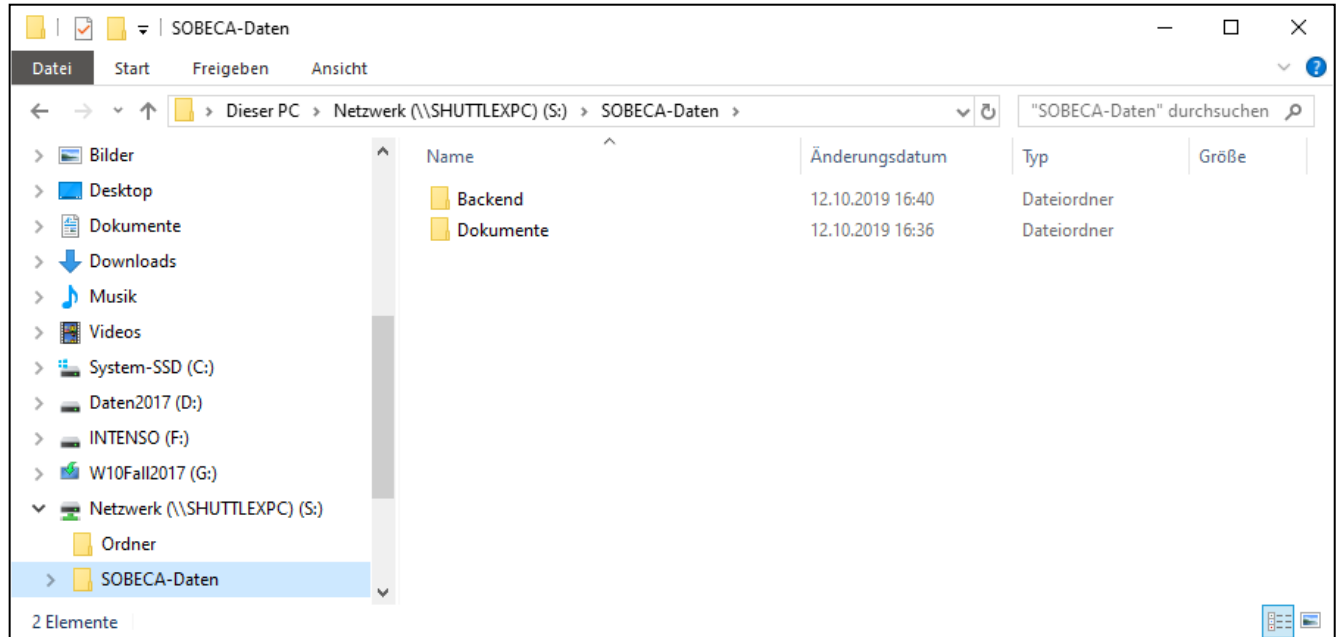 SOBECA-Daten
Datei Start Freigeben Ansicht
Dieser PC > Netzwerk (\\SHUTTLEXPC) (S:) > SOBECA-Daten >
"SOBECA-Daten" durchsuchen
Bilder
Desktop
Dokumente
Downloads
Musik
Videos
System-SSD (C:)
Daten2017 (D:)
INTENSO (F:)
W10Fall2017 (G:)
Netzwerk (\\SHUTTLEXPC) (S:)
Ordner
SOBECA-Daten
Name Änderungsdatum Typ Größe
Backend 12.10.2019 16:40 Dateiordner
Dokumente 12.10.2019 16:36 Dateiordner
2 Elemente